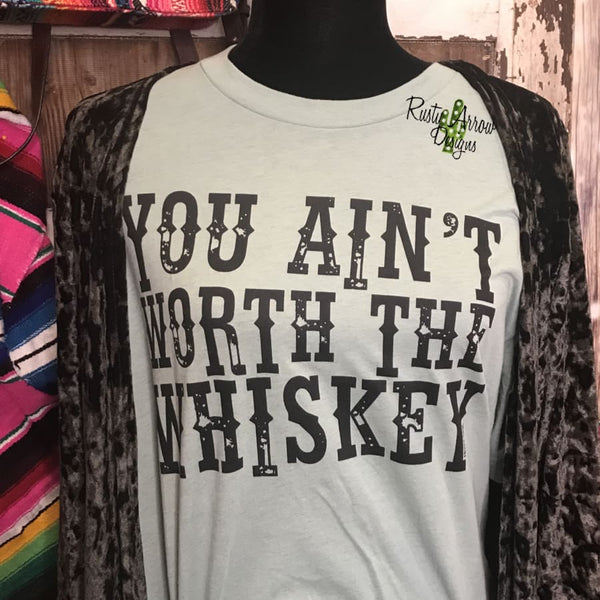 Rusty Arrow
Designs
YOU AIN'T
WORTH THE
WHISKEY